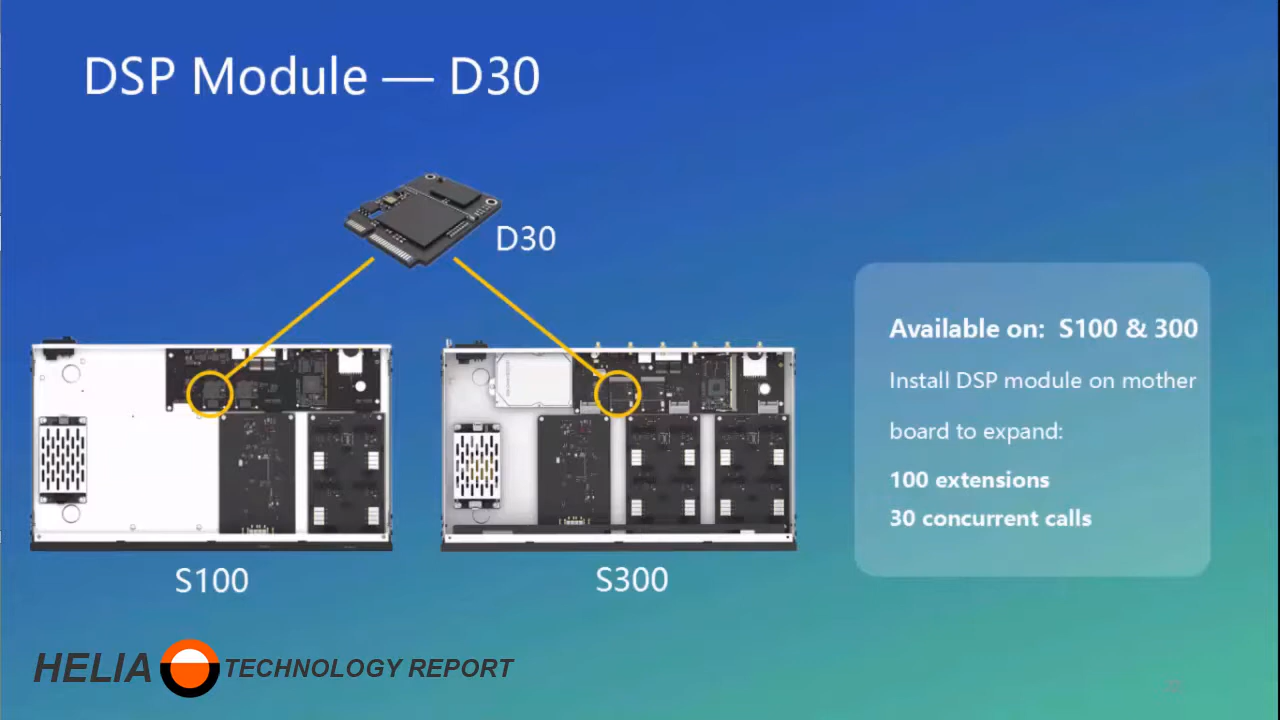 DSP Module — D30
D30
Available on: S100 & 300
Install DSP module on mother
board to expand:
100 extensions
30 concurrent calls
S100
S300
HELIA TECHNOLOGY REPORT